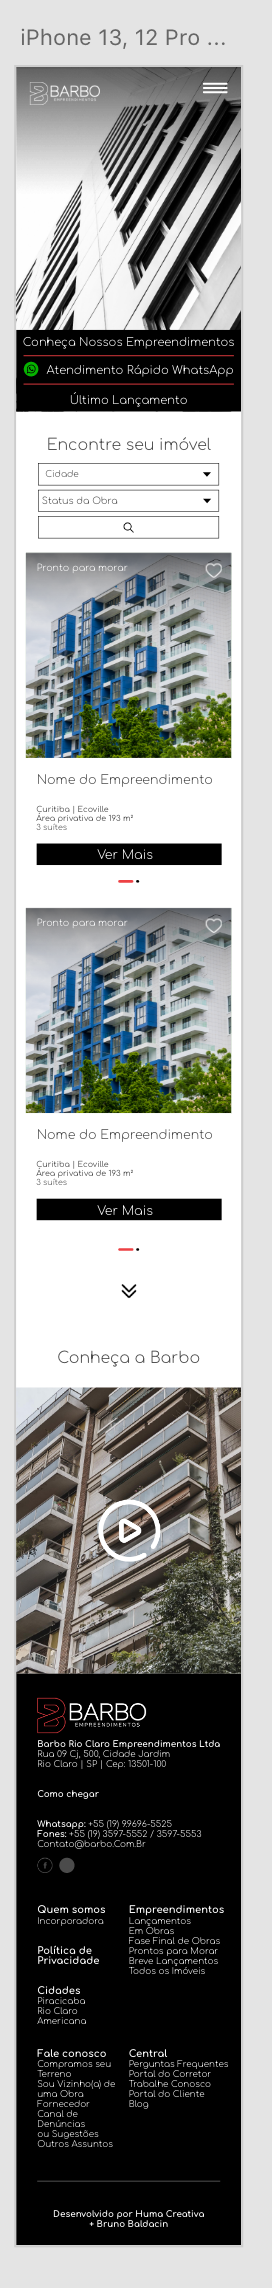 iPhone 13, 12 Pro ...
BARBO
EMPREENDIMENTOS
Conheça Nossos Empreendimentos
Atendimento Rápido WhatsApp
Último Lançamento
Encontre seu imóvel
Cidade
Status da Obra
Pronto para morar
Nome do Empreendimento
Curitiba | Ecoville
Área privativa de 193 m²
3 suítes
Ver Mais
Pronto para morar
Nome do Empreendimento
Curitiba | Ecoville
Área privativa de 193 m²
3 suítes
Ver Mais
Conheça a Barbo
BARBO
EMPREENDIMENTOS
Barbo Rio Claro Empreendimentos Ltda
Rua 09 Cj, 500, Cidade Jardim
Rio Claro | SP | Cep: 13501-100
Como chegar
Whatsapp: +55 (19) 9.9696-5525
Fones: +55 (19) 3597-5552 / 3597-5553
Contato@barbo.Com.Br
f
Quem somos
Incorporadora
Política de
Privacidade
Cidades
Piracicaba
Rio Claro
Americana
Empreendimentos
Lançamentos
Em Obras
Fase Final de Obras
Prontos para Morar
Breve Lançamentos
Todos os Imóveis
Fale conosco
Compramos seu
Terreno
Sou Vizinho(a) de
uma Obra
Fornecedor
Canal de
Denúncias
ou Sugestões
Outros Assuntos
Central
Perguntas Frequentes
Portal do Corretor
Trabalhe Conosco
Portal do Cliente
Blog
Desenvolvido por Huma Creativa
+ Bruno Baldacin